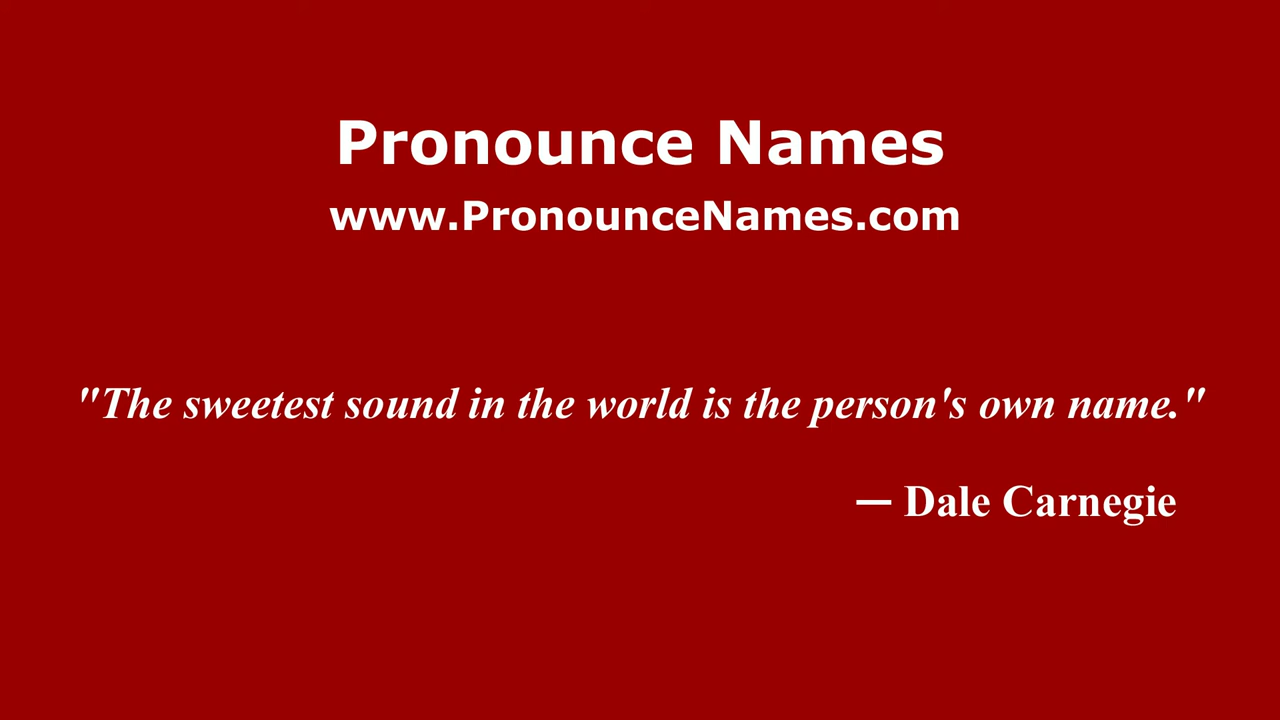 Pronounce Names
www.PronounceNames.com
"The sweetest sound in the world is the person's own name."
— Dale Carnegie